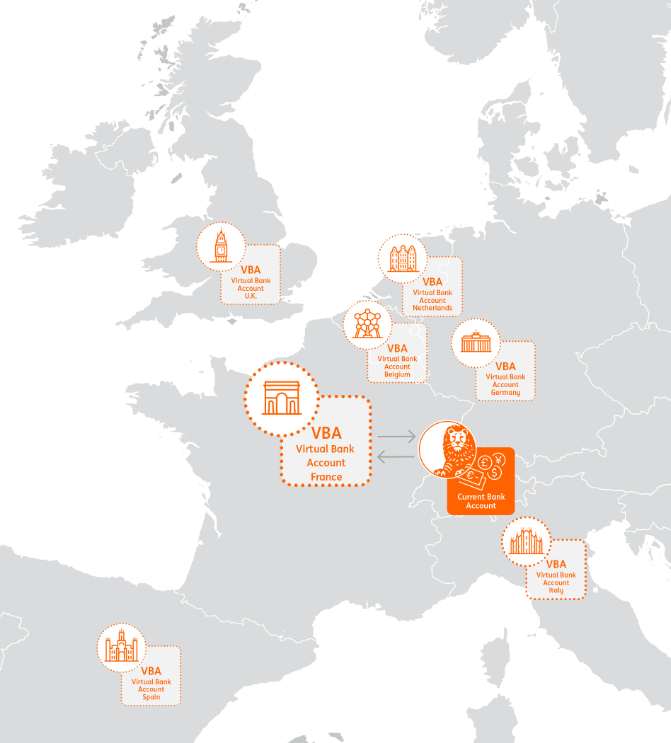 VBA
Virtual Bank
Account
U.K.
VBA
Virtual Bank
Account
Netherlands
VBA
Virtual Bank
Account
Belgium
VBA
Virtual Bank
Account
Germany
VBA
Virtual Bank
Account
France
€ ¥
€ $
Current Bank
Account
VBA
Virtual Bank
Account
Italy
VBA
Virtual Bank
Account
Spain